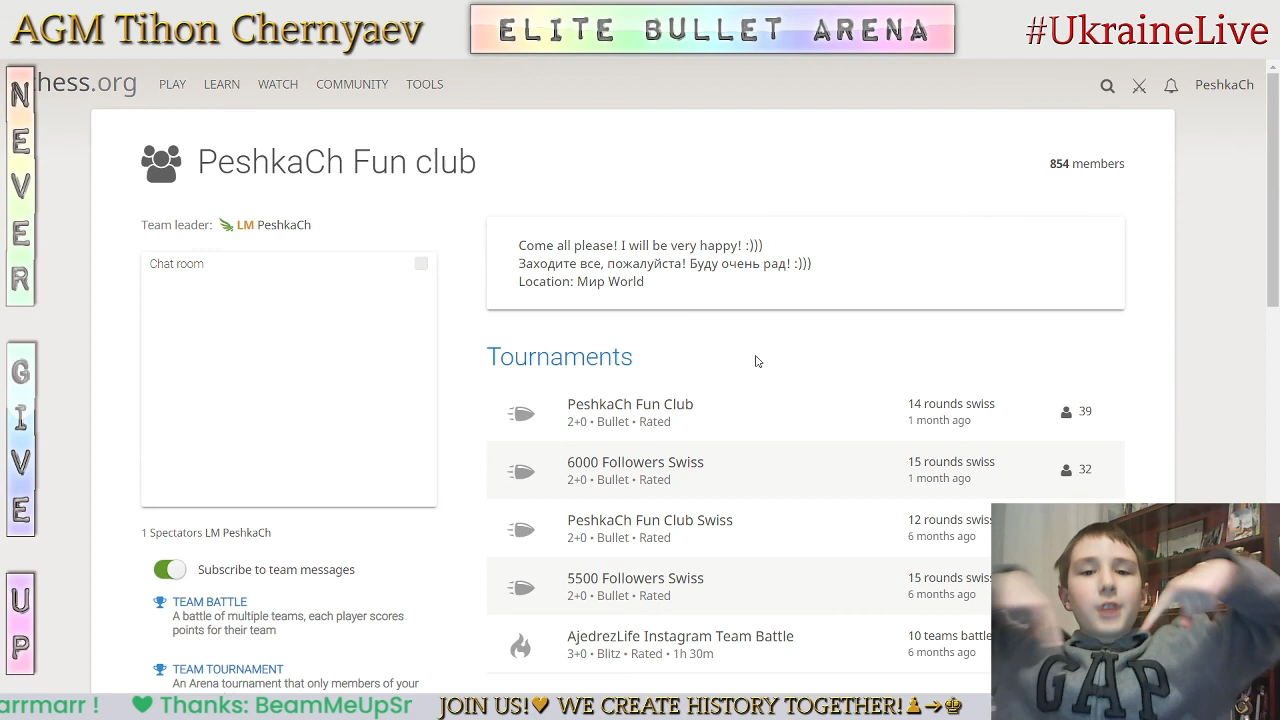 AGM Tihon Chernyaev
ELITE BULLET ARENA
#UkraineLive
NEVER
GIVE
UP
hess.org
PLAY
LEARN
WATCH
COMMUNITY
TOOLS
PeshkaCh
PeshkaCh Fun club
854 members
Team leader: LM PeshkaCh
Chat room
Come all please! I will be very happy! :)))
Заходите все, пожалуйста! Буду очень рад! :)))
Location: Мир World
Tournaments
PeshkaCh Fun Club
2+0 • Bullet • Rated
14 rounds swiss
1 month ago
39
6000 Followers Swiss
2+0 • Bullet • Rated
15 rounds swiss
1 month ago
32
PeshkaCh Fun Club Swiss
2+0 • Bullet • Rated
12 rounds swiss
6 months ago
5500 Followers Swiss
2+0 • Bullet • Rated
15 rounds swiss
6 months ago
AjedrezLife Instagram Team Battle
3+0 • Blitz • Rated • 1h 30m
10 teams battle
6 months ago
1 Spectators LM PeshkaCh
Subscribe to team messages
TEAM BATTLE
A battle of multiple teams, each player scores
points for their team
TEAM TOURNAMENT
An Arena tournament that only members of your
GAP
arrmarr ! 💚 Thanks: BeamMeUpSr
JOIN US!♥ WE CREATE HISTORY TOGETHER!♟→♚